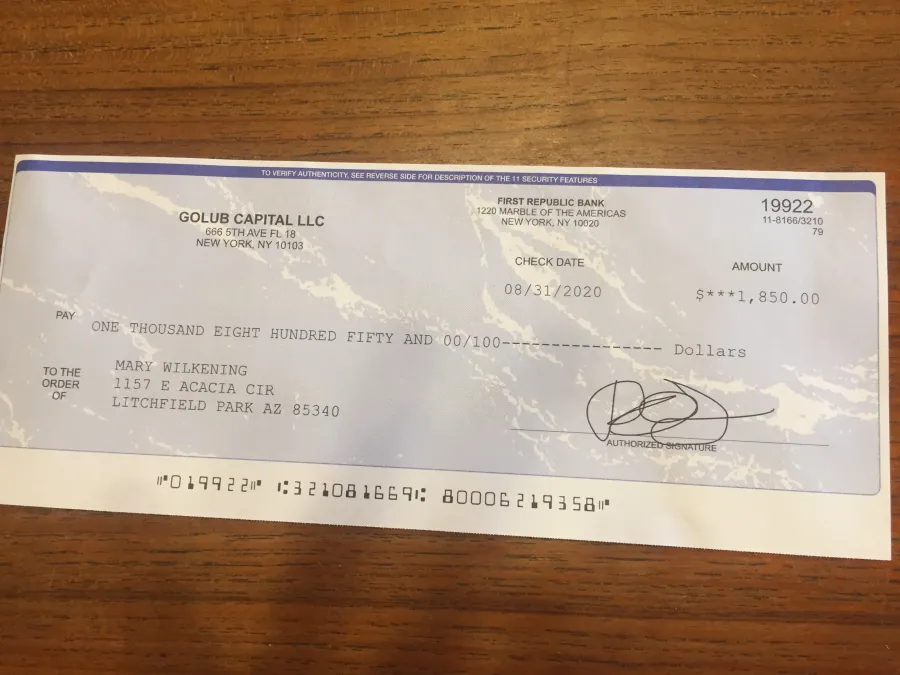 TO VERIFY AUTHENTICITY, SEE REVERSE SIDE FOR DESCRIPTION OF THE 11 SECURITY FEATURES
GOLUB CAPITAL LLC
666 5TH AVE FL 18
NEW YORK, NY 10103
FIRST REPUBLIC BANK
1220 MARBLE OF THE AMERICAS
NEW YORK, NY 10020
19922
11-8166/3210
79
CHECK DATE
08/31/2020
AMOUNT
$***1,850.00
PAY
ONE THOUSAND EIGHT HUNDRED FIFTY AND 00/100---------------- Dollars
TO THE
ORDER
OF
MARY WILKENING
1157 E ACACIA CIR
LITCHFIELD PARK AZ 85340
AUTHORIZED SIGNATURE
⑈019922⑈ ⑆321081669⑆ 80006219358⑈